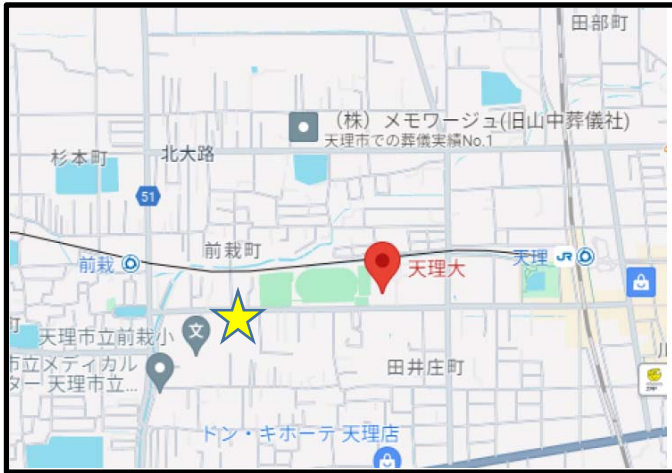 田部町
(株) メモワージュ(旧山中葬儀社)
天理市での葬儀実績No.1
杉本町
北大路
51
前栽町
前栽
天理大
天理
JR
天理市立前栽小
文
市立メディカル
ター 天理市立...
田井庄町
川
町
ドン・キホーテ 天理店